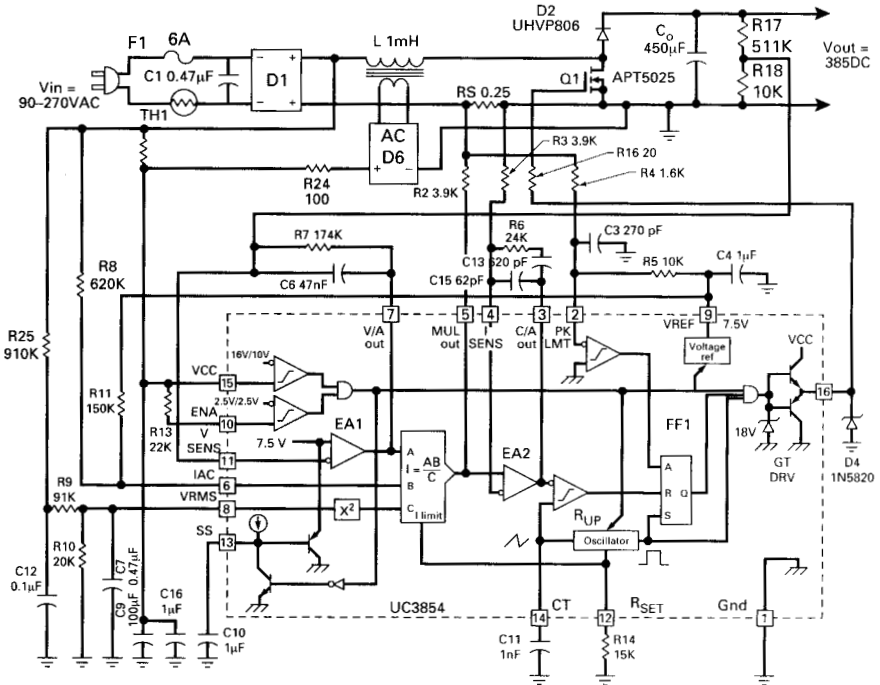 D2
UHVP806
F1
6A
L 1mH
Co
450µF
R17
511K
Vout =
385DC
C1 0.47µF
D1
Q1
APT5025
R18
10K
Vin =
90–270VAC
TH1
RS 0.25
AC
D6
R3 3.9K
R16 20
R4 1.6K
R24
100
R2 3.9K
R7 174K
R6
24K
C3 270 pF
C13 620 pF
R5 10K
C4 1µF
C6 47nF
C15 62pF
R8
620K
7
5
4
3
2
9
V/A
out
MUL
out
I
SENS
C/A
out
PK
LMT
VREF
7.5V
R25
910K
16V/10V
VCC
15
Voltage
ref
VCC
16
2.5V/2.5V
ENA
10
V
R11
150K
R13
22K
SENS
11
7.5 V
EA1
EA2
FF1
18V
GT
DRV
D4
1N5820
A
B
C
I = AB/C
I limit
A
R
Q
S
IAC
6
VRMS
8
X²
R9
91K
SS
13
RUP
Oscillator
R10
20K
C7
0.47µF
C9
100µF
C12
0.1µF
C16
1µF
C10
1µF
UC3854
CT
14
RSET
12
Gnd
1
C11
1nF
R14
15K